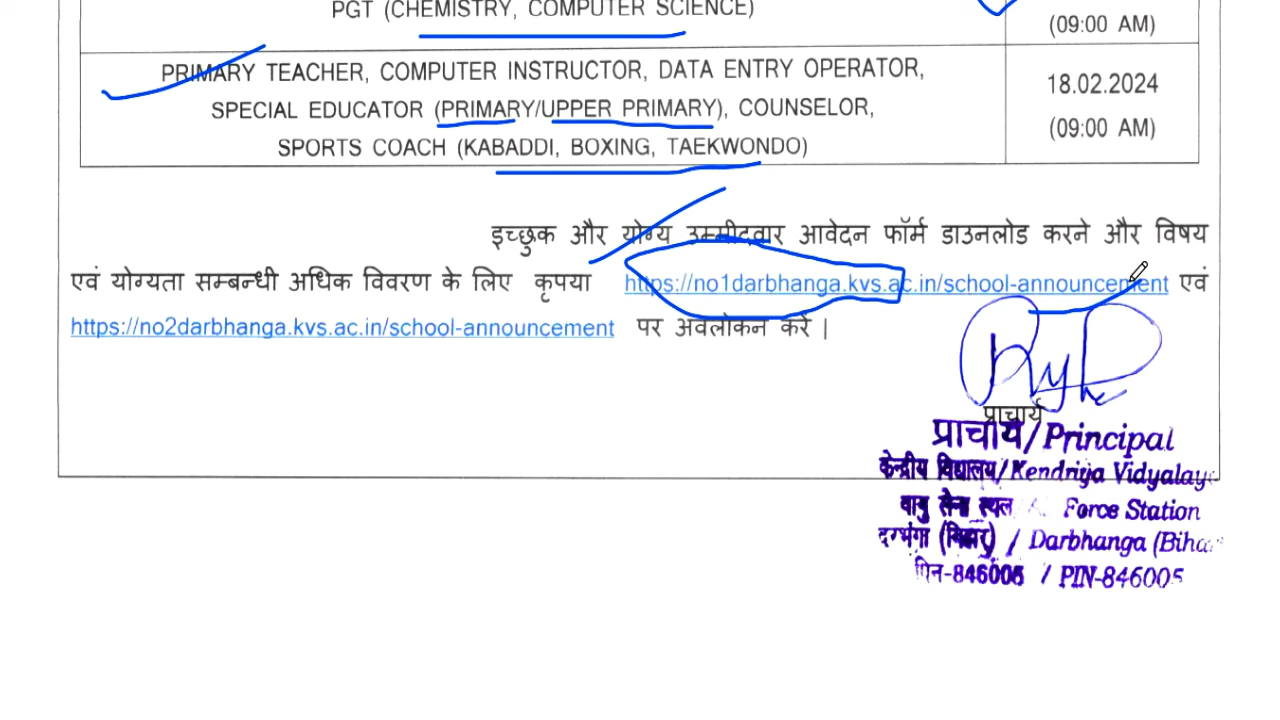 PGT (CHEMISTRY, COMPUTER SCIENCE)
(09:00 AM)
PRIMARY TEACHER, COMPUTER INSTRUCTOR, DATA ENTRY OPERATOR,
SPECIAL EDUCATOR (PRIMARY/UPPER PRIMARY), COUNSELOR,
SPORTS COACH (KABADDI, BOXING, TAEKWONDO)
18.02.2024
(09:00 AM)
इच्छुक और योग्य उम्मीदवार आवेदन फॉर्म डाउनलोड करने और विषय
एवं योग्यता सम्बन्धी अधिक विवरण के लिए कृपया https://no1darbhanga.kvs.ac.in/school-announcement एवं
https://no2darbhanga.kvs.ac.in/school-announcement पर अवलोकन करें |
प्राचार्य
प्राचार्य/Principal
केन्द्रीय विद्यालय/Kendriya Vidyalay
वायु सेना स्थल Force Station
दरभंगा (बिहार) / Darbhanga (Biha
पिन-846005 / PIN-846005